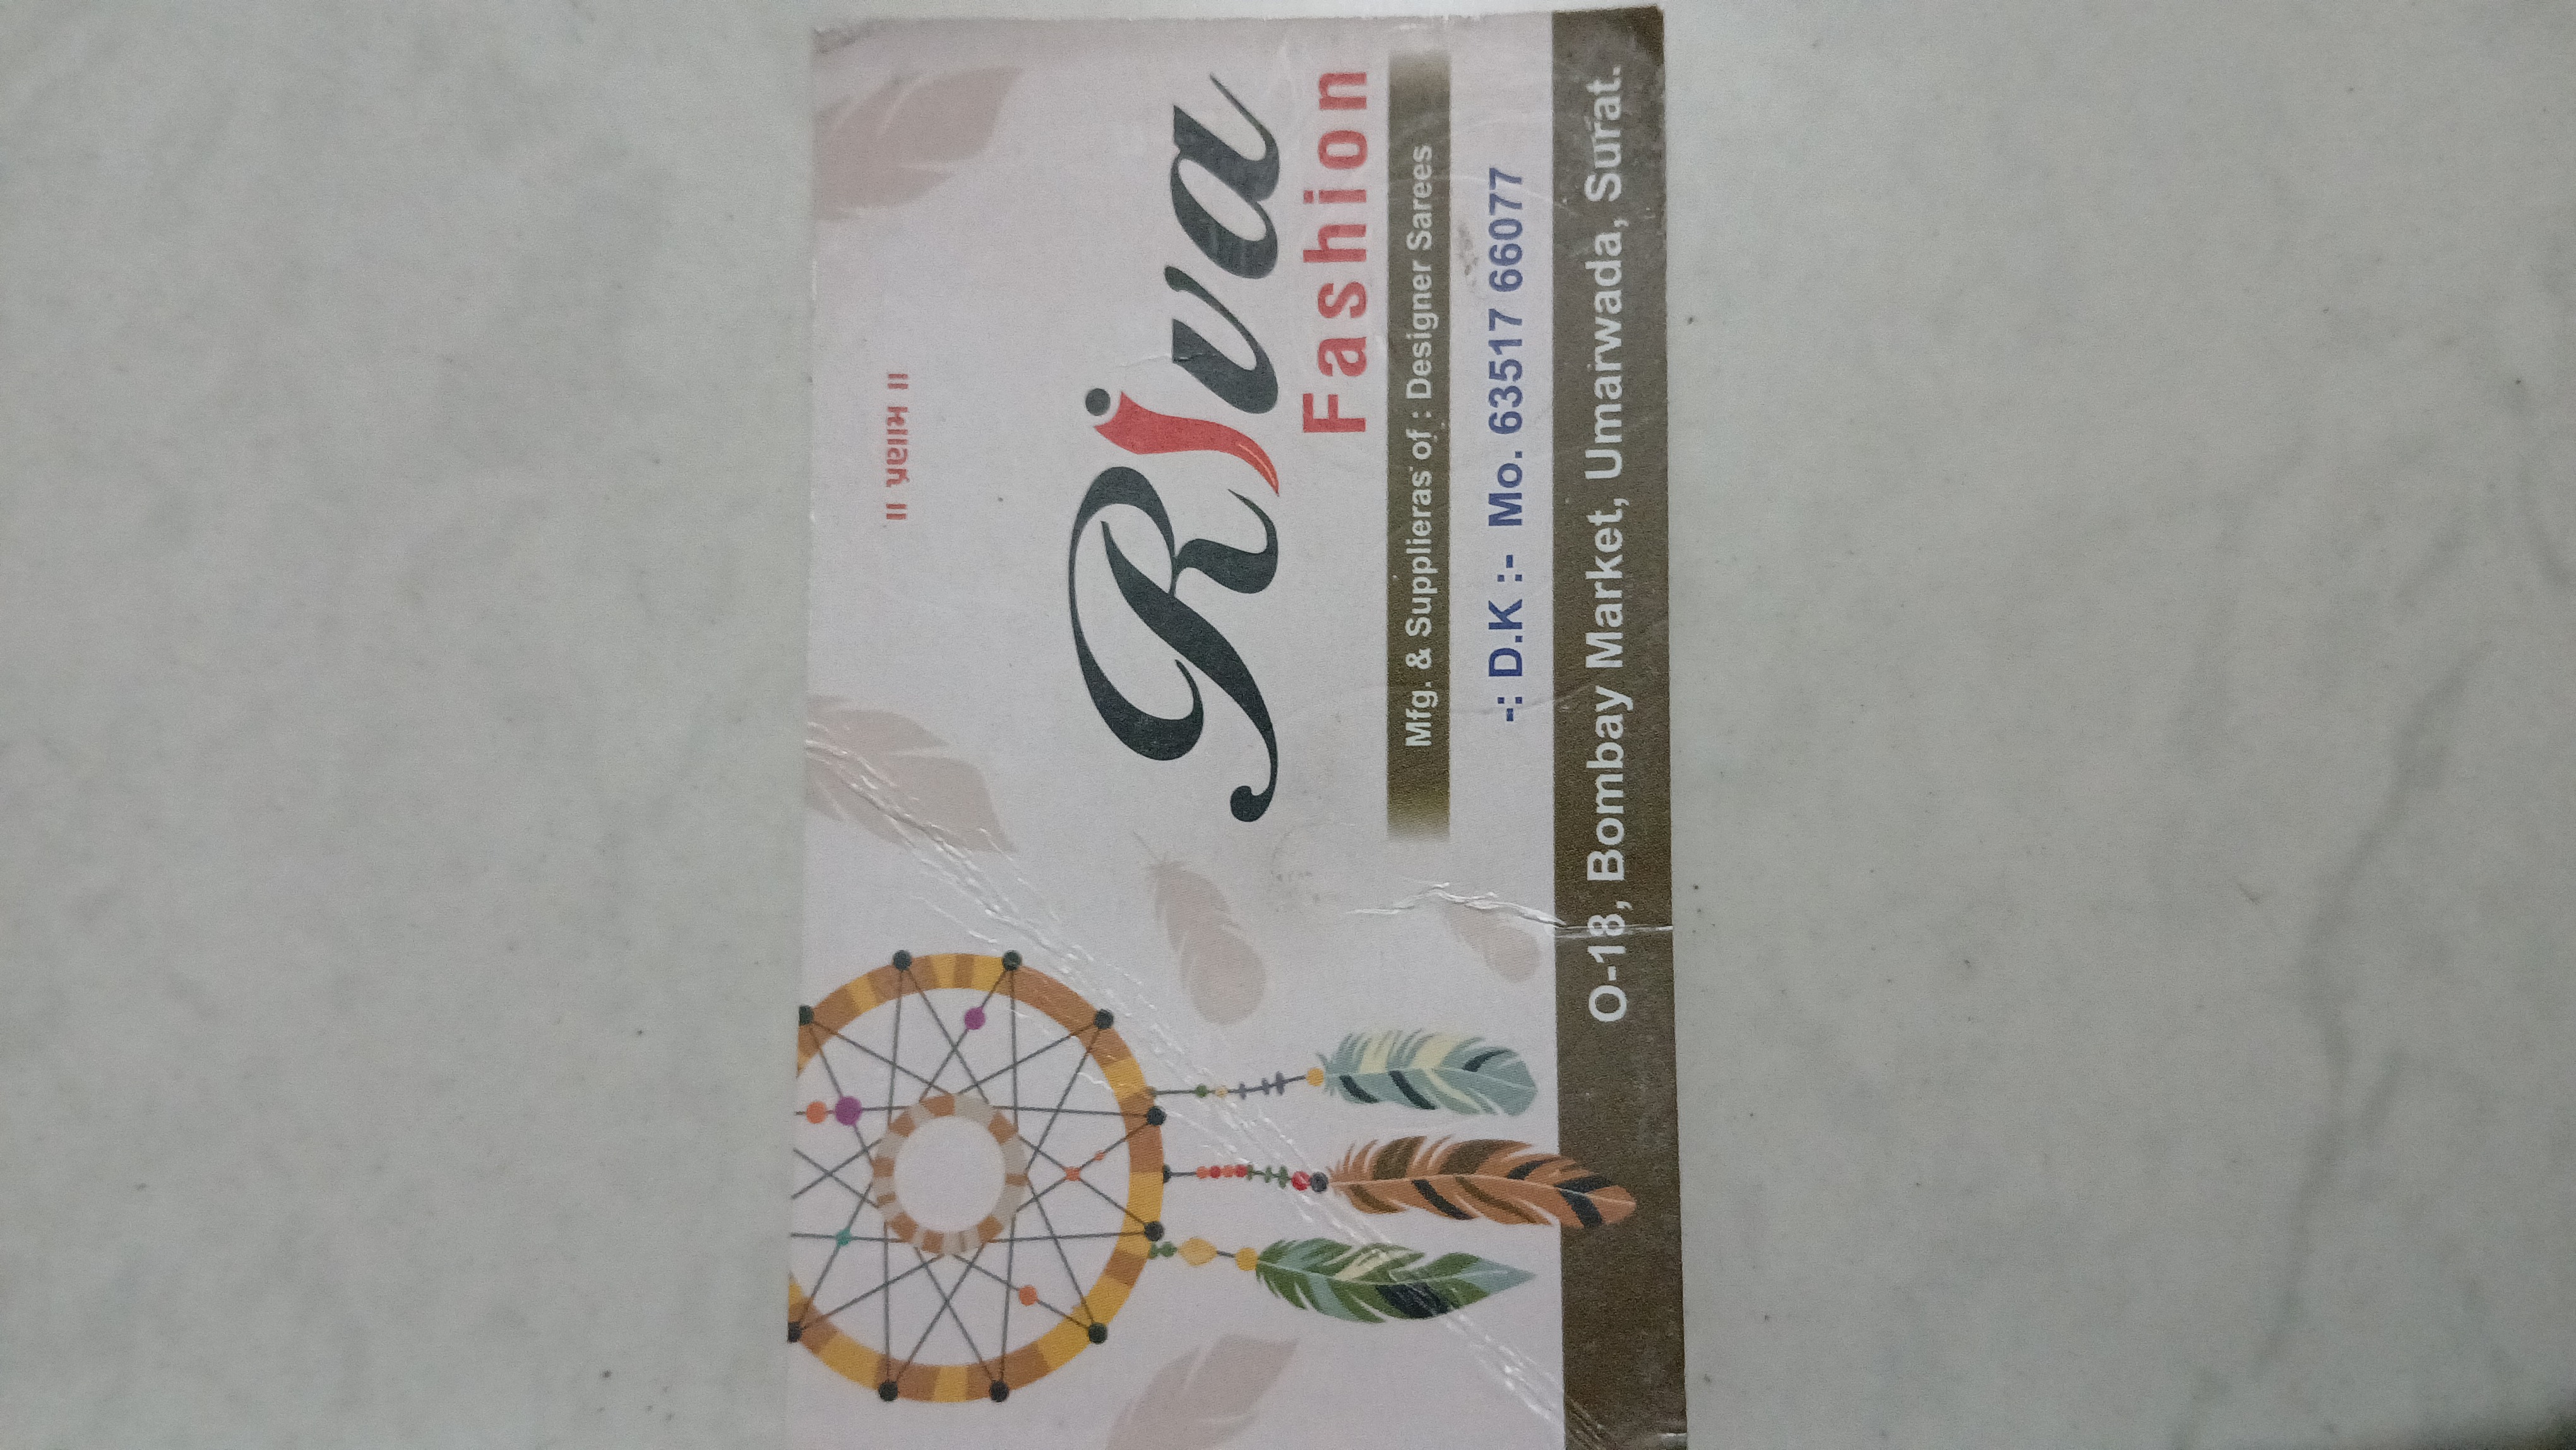 ॥ श्याम ॥
Riva
Fashion
Mfg. & Supplieras of : Designer Sarees
-: D.K :- Mo. 63517 66077
O-18, Bombay Market, Umarwada, Surat.